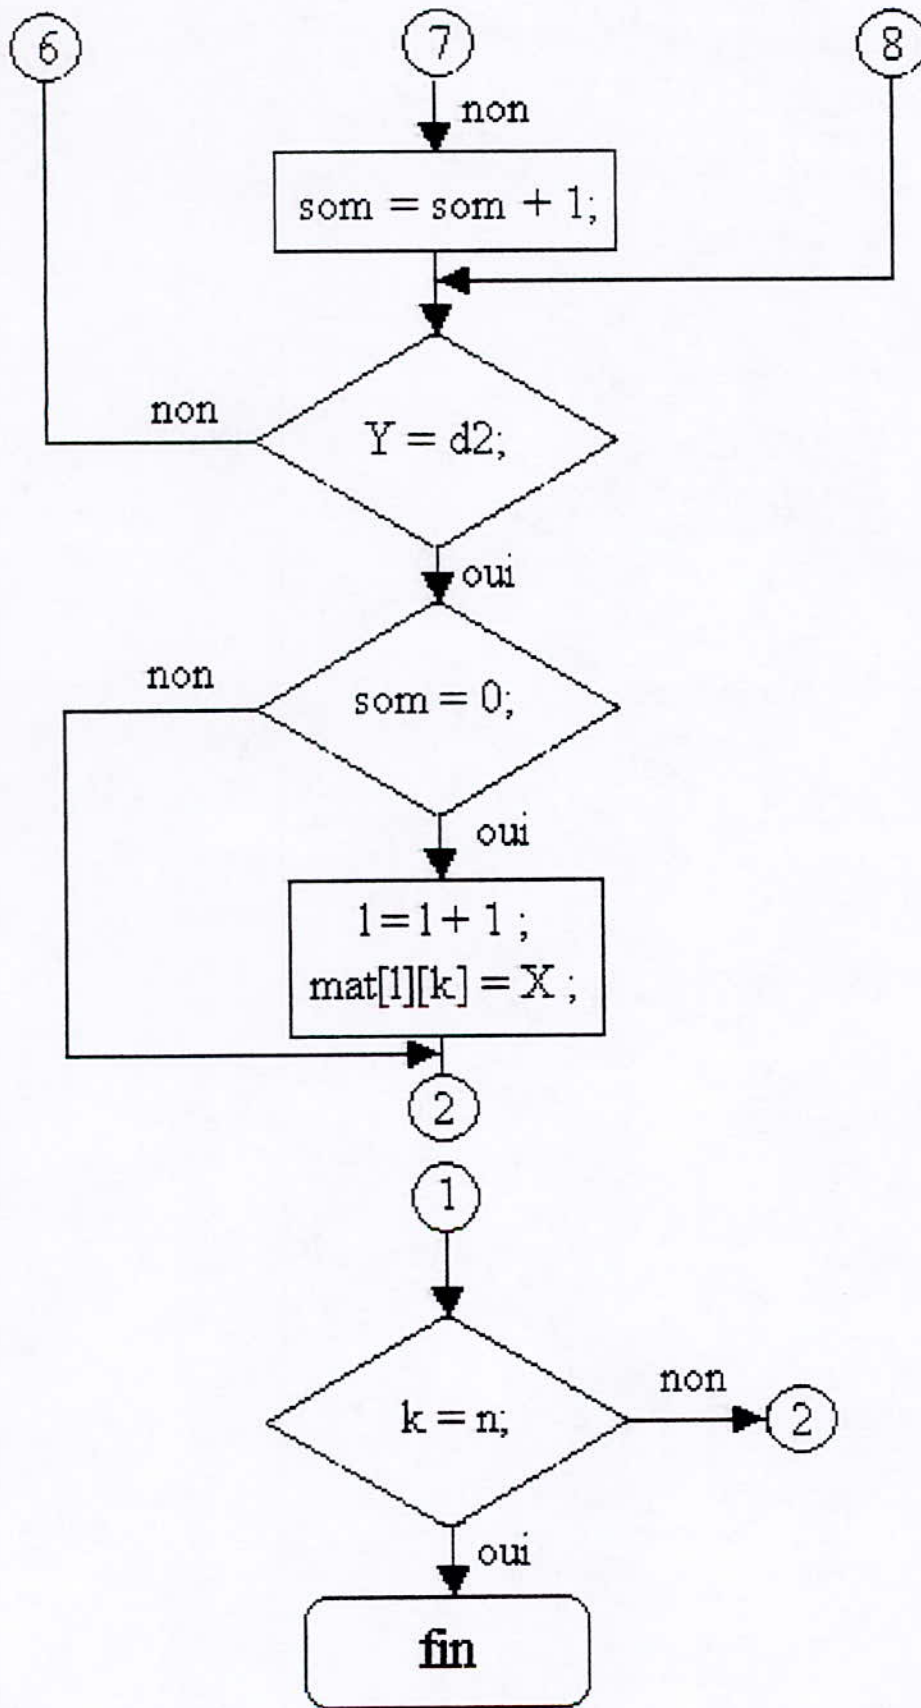 6
7
8
non
som = som + 1;
non
Y = d2;
oui
non
som = 0;
oui
l = l + 1 ;
mat[l][k] = X ;
2
1
k = n;
non
2
oui
fin